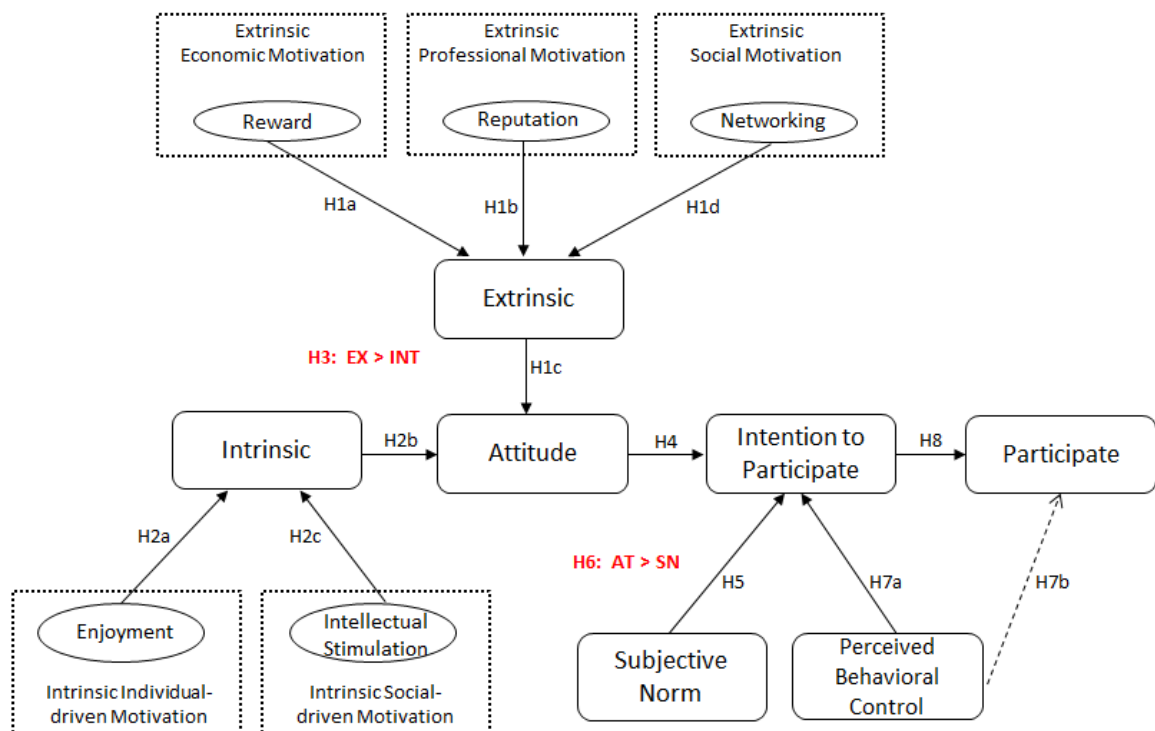 Extrinsic
Economic Motivation
Reward
Extrinsic
Professional Motivation
Reputation
Extrinsic
Social Motivation
Networking
H1a
H1b
H1d
Extrinsic
H3: EX > INT
H1c
Intrinsic
H2b
Attitude
H4
Intention to
Participate
H8
Participate
H2a
H2c
H6: AT > SN
H5
H7a
H7b
Enjoyment
Intrinsic Individual-
driven Motivation
Intellectual
Stimulation
Intrinsic Social-
driven Motivation
Subjective
Norm
Perceived
Behavioral
Control